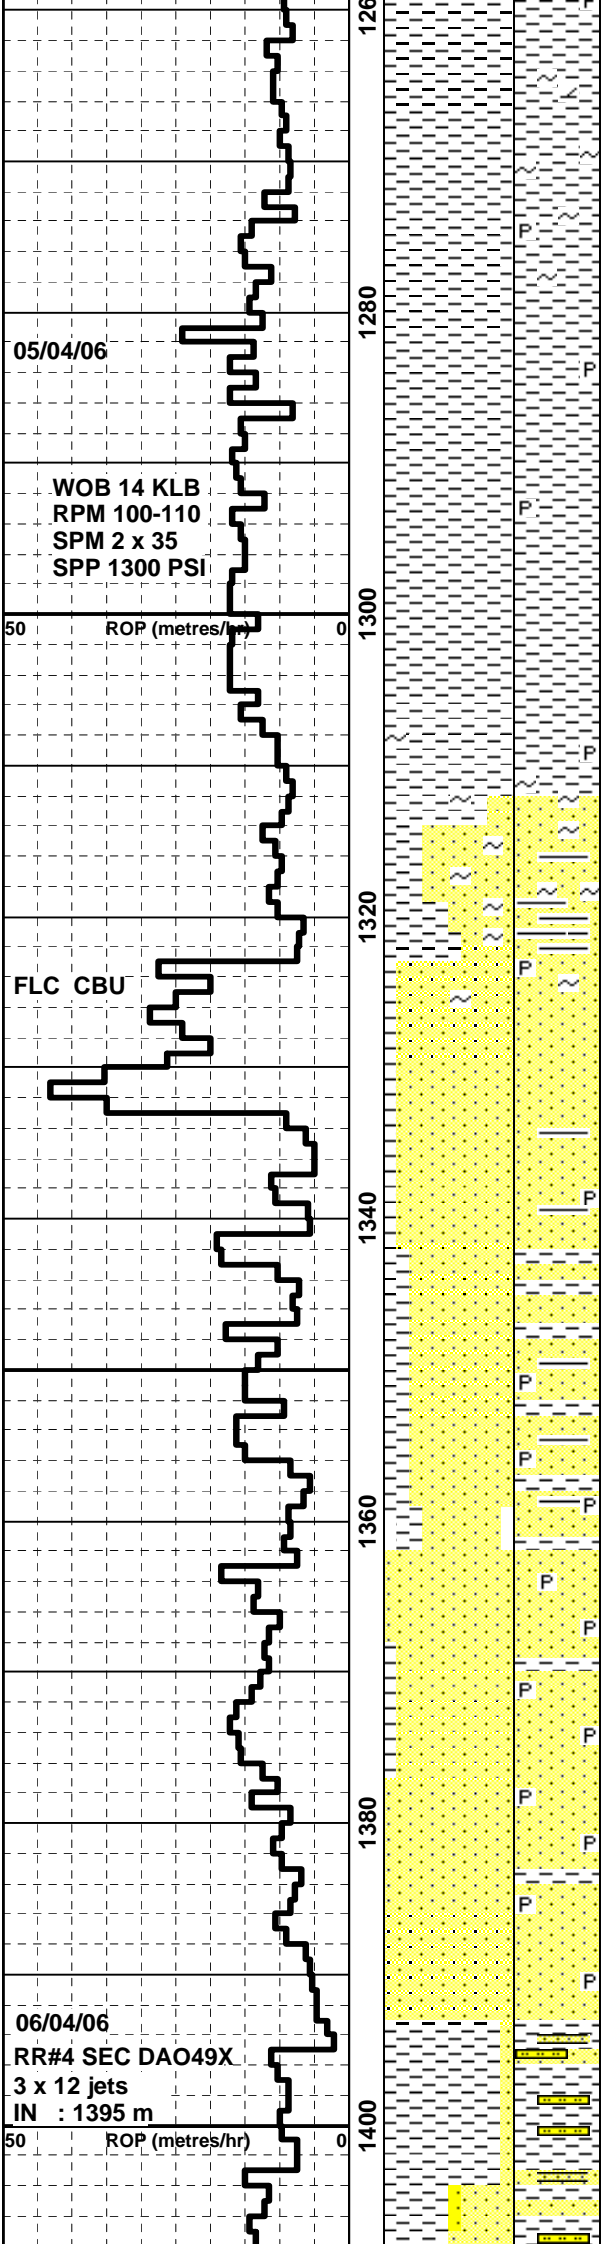 126
P
P
1280
05/04/06
P
WOB 14 KLB
RPM 100-110
SPM 2 x 35
SPP 1300 PSI
P
1300
50 ROP (metres/hr) 0
P
1320
P
FLC CBU
1340
P
P
P
P
1360
P
P
P
P
P
1380
P
P
P
06/04/06
RR#4 SEC DAO49X
3 x 12 jets
IN : 1395 m
1400
50 ROP (metres/hr) 0